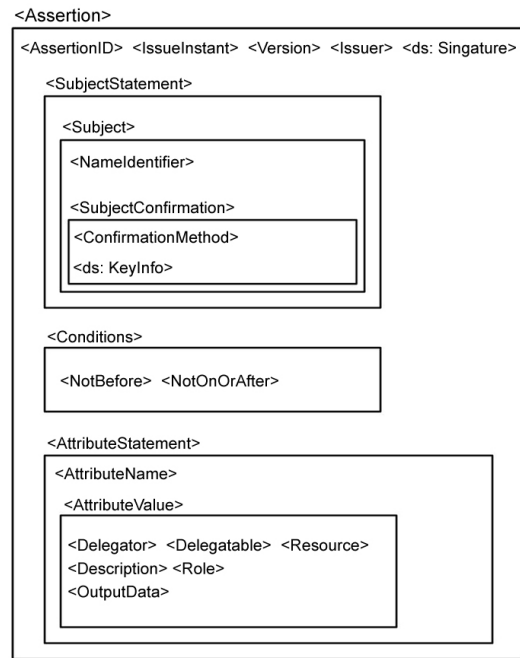 <Assertion>
<AssertionID> <IssueInstant> <Version> <Issuer> <ds: Singature>
<SubjectStatement>
<Subject>
<NameIdentifier>
<SubjectConfirmation>
<ConfirmationMethod>
<ds: KeyInfo>
<Conditions>
<NotBefore> <NotOnOrAfter>
<AttributeStatement>
<AttributeName>
<AttributeValue>
<Delegator> <Delegatable> <Resource>
<Description> <Role>
<OutputData>